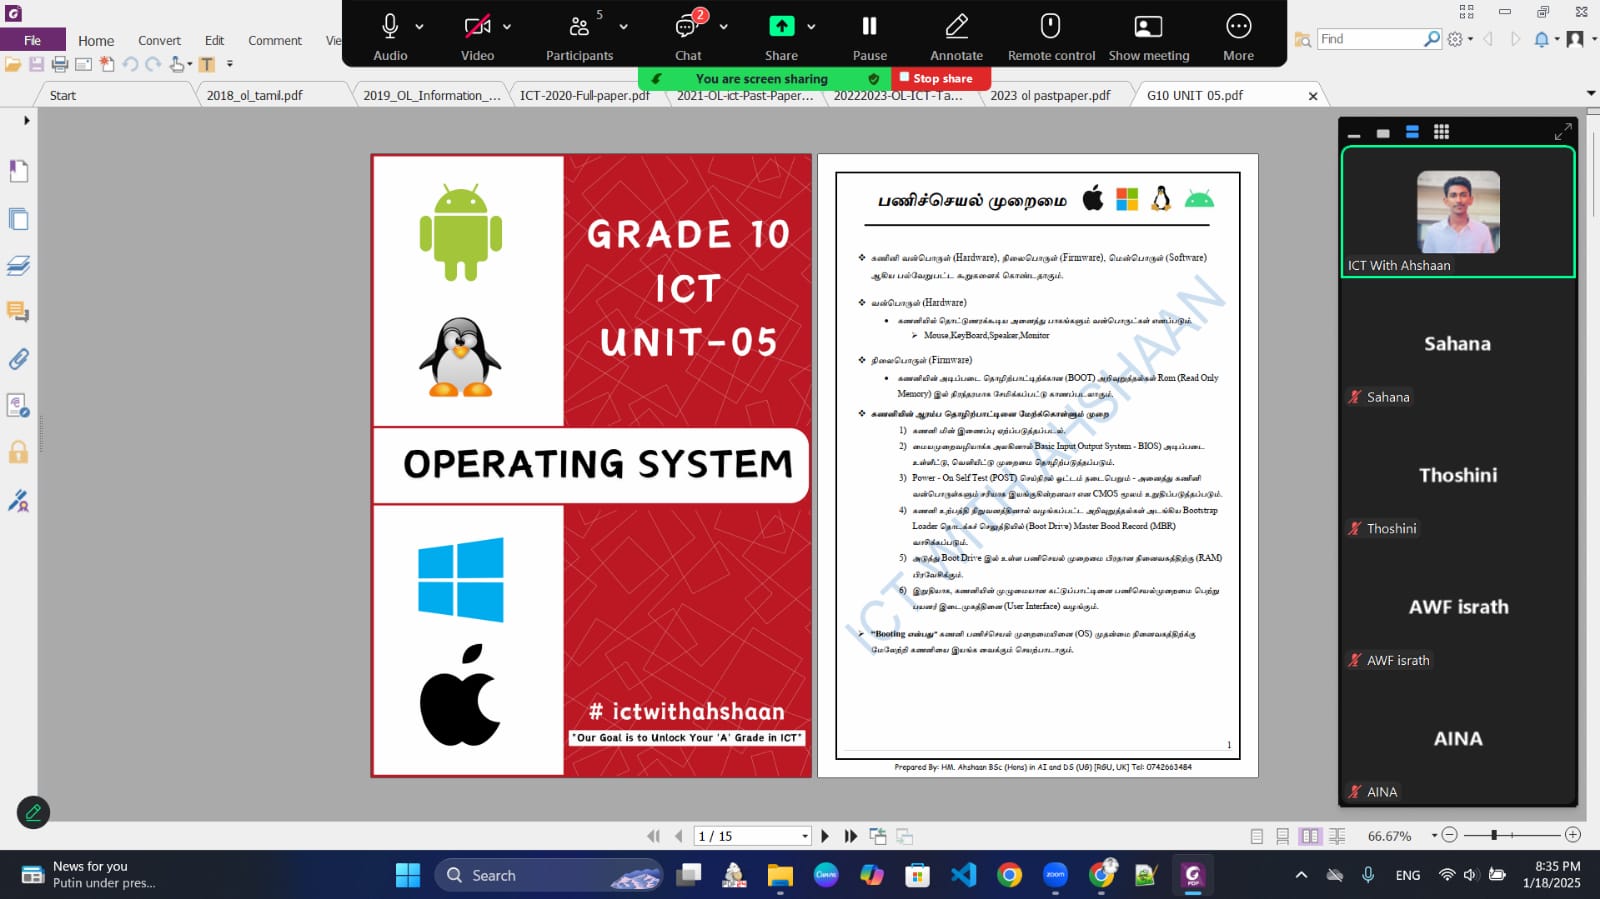 Audio
Video
Participants
5
Chat
2
Share
Pause
Annotate
Remote control
Show meeting
More
You are screen sharing
Stop share
File
Home
Convert
Edit
Comment
Vie
Find
Start
2018_ol_tamil.pdf
2019_OL_Information_...
ICT-2020-Full-paper.pdf
2021-OL-ict-Past-Paper...
20222023-OL-ICT-Ta...
2023 ol pastpaper.pdf
G10 UNIT 05.pdf
GRADE 10
ICT
UNIT-05
OPERATING SYSTEM
# ictwithahshaan
"Our Goal is to Unlock Your 'A' Grade in ICT"
பணிச்செயல் முறைமை
கணினி வன்பொருள் (Hardware), நிலைபொருள் (Firmware), மென்பொருள் (Software)
ஆகிய பல்வேறுபட்ட கூறுகளைக் கொண்டதாகும்.
வன்பொருள் (Hardware)
கணனியில் தொட்டுணரக்கூடிய அனைத்து பாகங்களும் வன்பொருட்கள் எனப்படும்.
Mouse,KeyBoard,Speaker,Monitor
நிலைபொருள் (Firmware)
கணனியின் அடிப்படை தொழிற்பாட்டிற்க்கான (BOOT) அறிவுறுத்தல்கள் Rom (Read Only
Memory) இல் நிரந்தரமாக சேமிக்கப்பட்டு காணப்படலாகும்.
கணனியின் ஆரம்ப தொழிற்பாட்டினை மேற்க்கொள்ளும் முறை
1) கணனி மின் இணைப்பு ஏற்படுத்தப்படல்.
2) மையமுறைவழியாக்க அலகினால் Basic Input Output System - BIOS) அடிப்படை
உள்ளீட்டு, வெளியீட்டு முறைமை தொழிற்படுத்தப்படும்.
3) Power - On Self Test (POST) செய்நிரல் ஓட்டம் நடைபெறும் - அனைத்து கணினி
வன்பொருள்களும் சரியாக இயங்குகின்றனவா என CMOS மூலம் உறுதிப்படுத்தப்படும்.
4) கணனி உற்பத்தி நிறுவனத்தினால் வழங்கப்பட்ட அறிவுறுத்தல்கள் அடங்கிய Bootstrap
Loader தொடக்கச் செலுத்தியில் (Boot Drive) Master Bood Record (MBR)
வாசிக்கப்படும்.
5) அடுத்து Boot Drive இல் உள்ள பணிசெயல் முறைமை பிரதான நினைவகத்திற்கு (RAM)
பிரவேசிக்கும்.
6) இறுதியாக, கணனியின் முழுமையான கட்டுப்பாட்டினை பணிசெயல்முறைமை பெற்று
பயனர் இடைமுகத்தினை (User Interface) வழங்கும்.
"Booting என்பது" கணனி பணிச்செயல் முறைமையினை (OS) முதன்மை நினைவகத்திற்க்கு
மேலேற்றி கணனியை இயங்க வைக்கும் செயற்பாடாகும்.
ICT WITH AHSHAAN
1
Prepared By: HM. Ahshaan BSc (Hons) in AI and DS (UG) [RGU, UK] Tel: 0742663484
ICT With Ahshaan
Sahana
Sahana
Thoshini
Thoshini
AWF israth
AWF israth
AINA
AINA
1 / 15
66.67%
News for you
Putin under pres...
Search
ENG
8:35 PM
1/18/2025